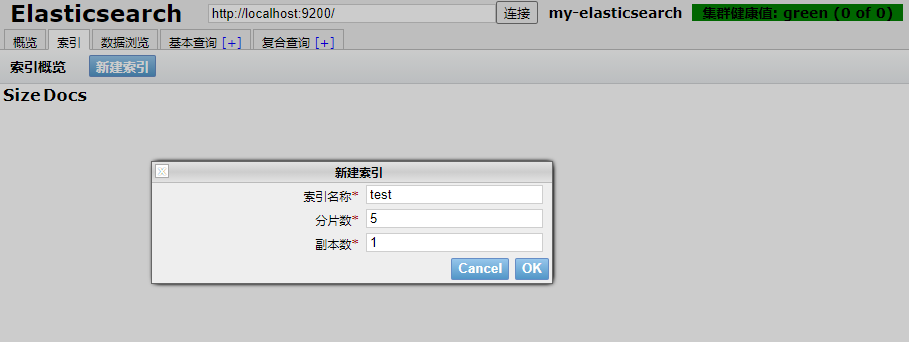 Elasticsearch http://localhost:9200/ 连接 my-elasticsearch 集群健康值: green (0 of 0)
概览 索引 数据浏览 基本查询 [+] 复合查询 [+]
索引概览 新建索引
Size Docs
新建索引
索引名称* test
分片数* 5
副本数* 1
Cancel OK